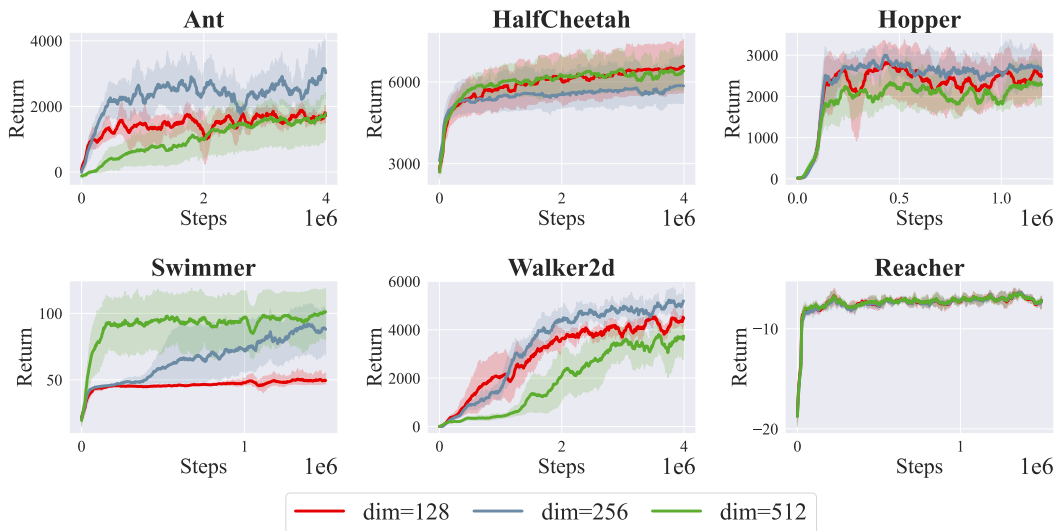 Ant
HalfCheetah
Hopper
Return
4000
2000
0
0
2
4
Steps
1e6
Return
6000
3000
0
2
4
Steps
1e6
Return
3000
2000
1000
0
0.0
0.5
1.0
Steps
1e6
Swimmer
Walker2d
Reacher
Return
100
50
0
1
Steps
1e6
Return
6000
4000
2000
0
0
2
4
Steps
1e6
Return
−10
−20
0
1
Steps
1e6
dim=128
dim=256
dim=512